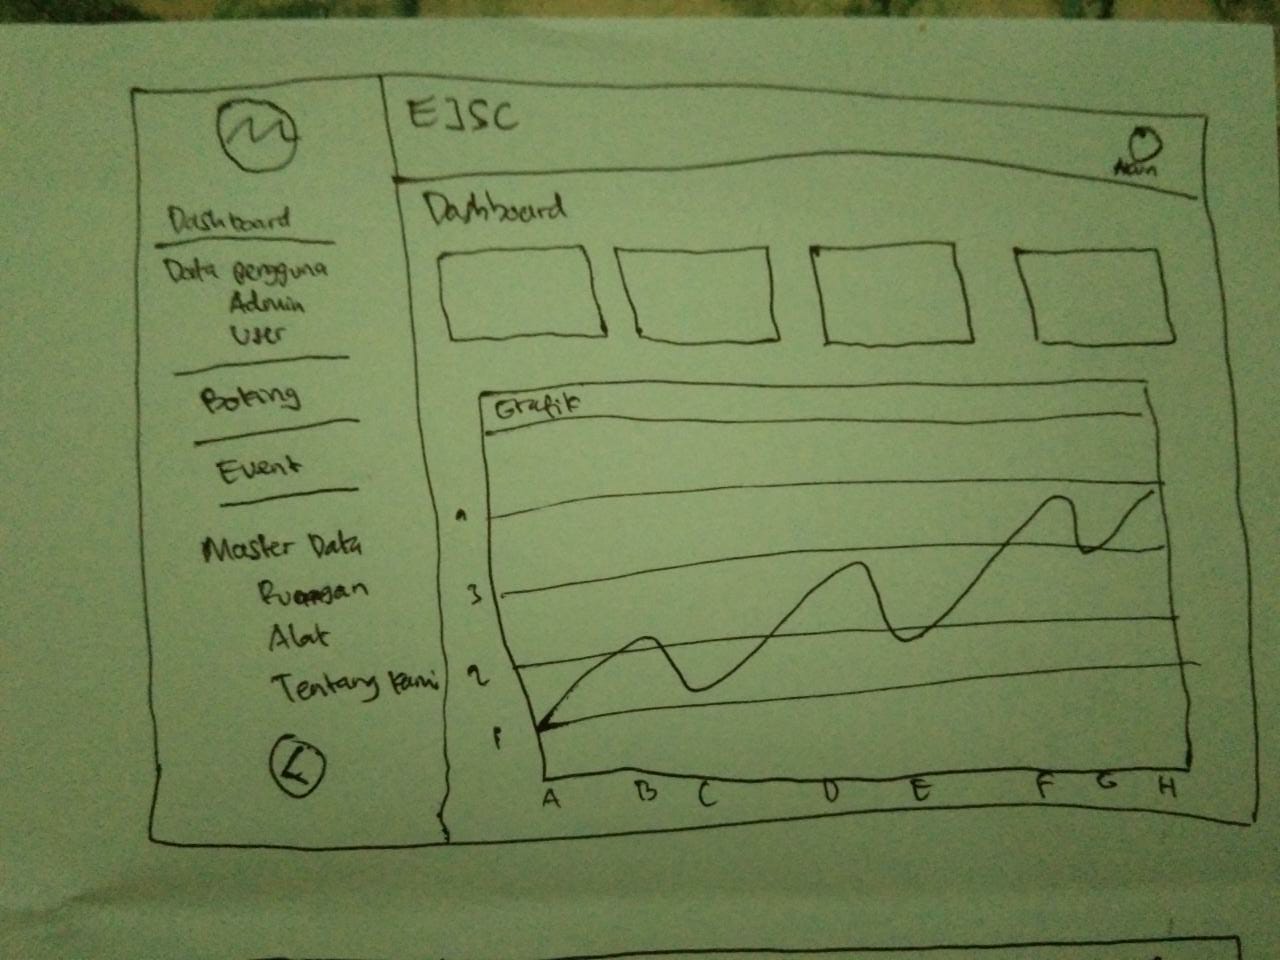 EJSC
Akun
Dashboard
Data pengguna
Admin
User
Boking
Event
Master Data
Ruangan
Alat
Tentang Kami
Dashboard
Grafik
4
3
2
1
A B C D E F G H